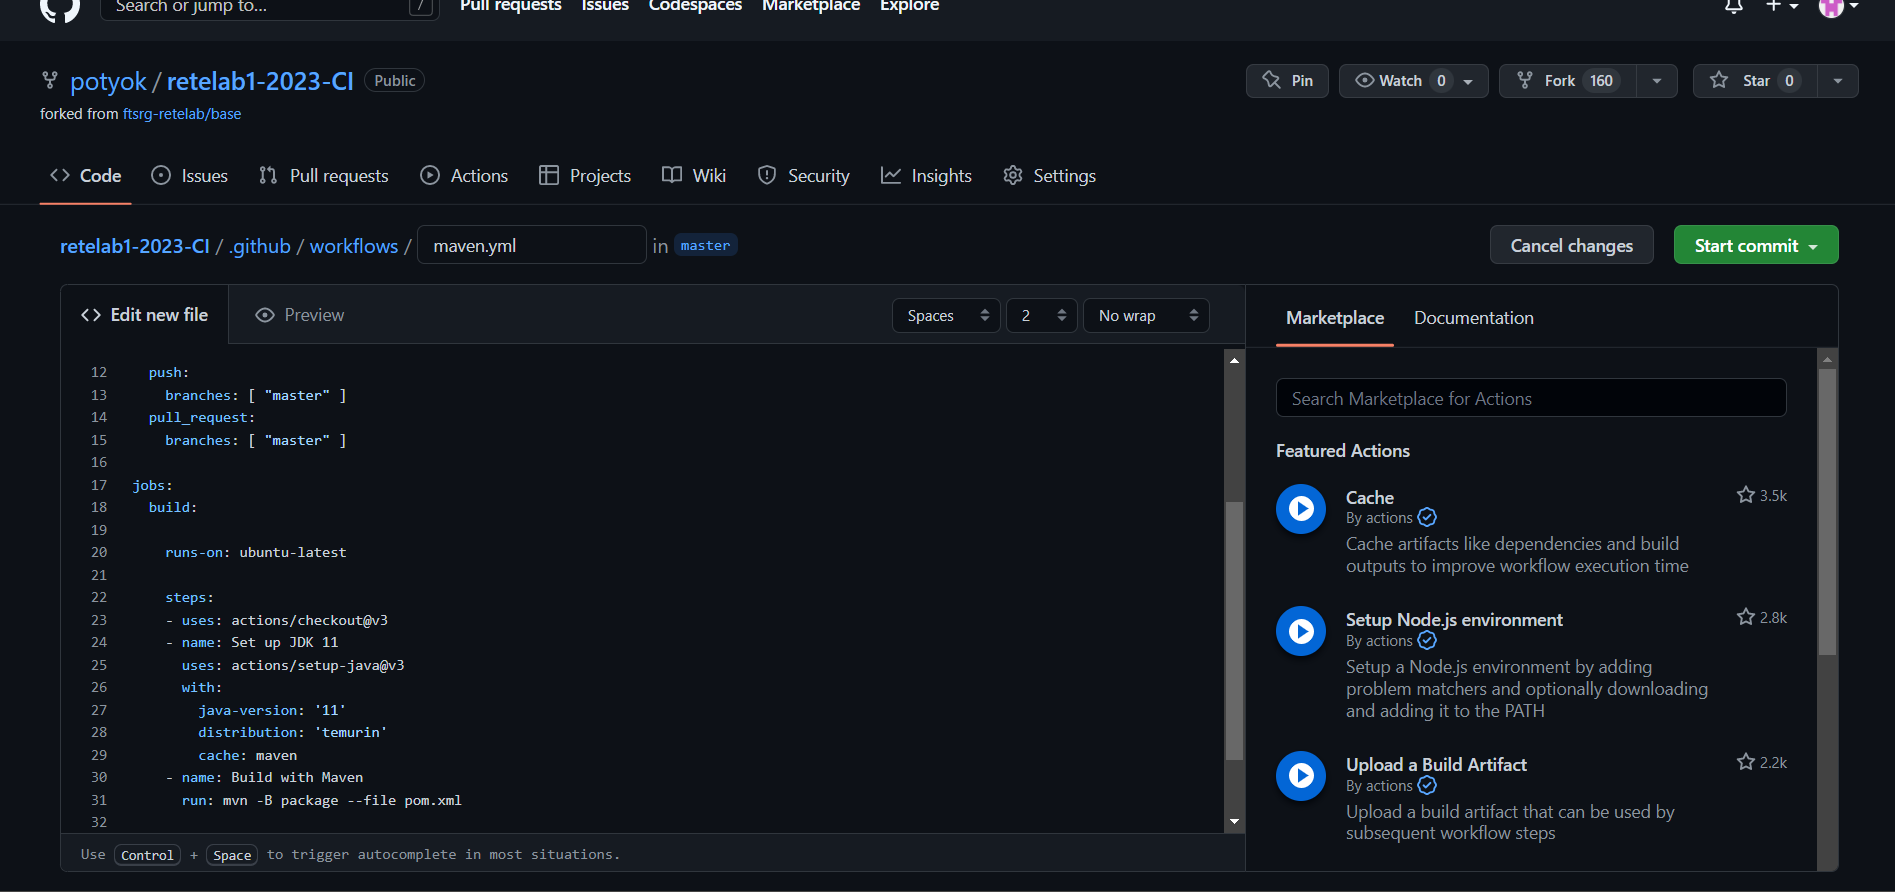 Search or jump to... /
Pull requests Issues Codespaces Marketplace Explore
potyok / retelab1-2023-CI Public
Pin Watch 0 Fork 160 Star 0
forked from ftsrg-retelab/base
Code Issues Pull requests Actions Projects Wiki Security Insights Settings
retelab1-2023-CI / .github / workflows / maven.yml in master
Cancel changes Start commit
Edit new file Preview Spaces 2 No wrap
12 push:
13 branches: [ "master" ]
14 pull_request:
15 branches: [ "master" ]
16
17 jobs:
18 build:
19
20 runs-on: ubuntu-latest
21
22 steps:
23 - uses: actions/checkout@v3
24 - name: Set up JDK 11
25 uses: actions/setup-java@v3
26 with:
27 java-version: '11'
28 distribution: 'temurin'
29 cache: maven
30 - name: Build with Maven
31 run: mvn -B package --file pom.xml
32
Use Control + Space to trigger autocomplete in most situations.
Marketplace Documentation
Search Marketplace for Actions
Featured Actions
Cache 3.5k
By actions
Cache artifacts like dependencies and build
outputs to improve workflow execution time
Setup Node.js environment 2.8k
By actions
Setup a Node.js environment by adding
problem matchers and optionally downloading
and adding it to the PATH
Upload a Build Artifact 2.2k
By actions
Upload a build artifact that can be used by
subsequent workflow steps